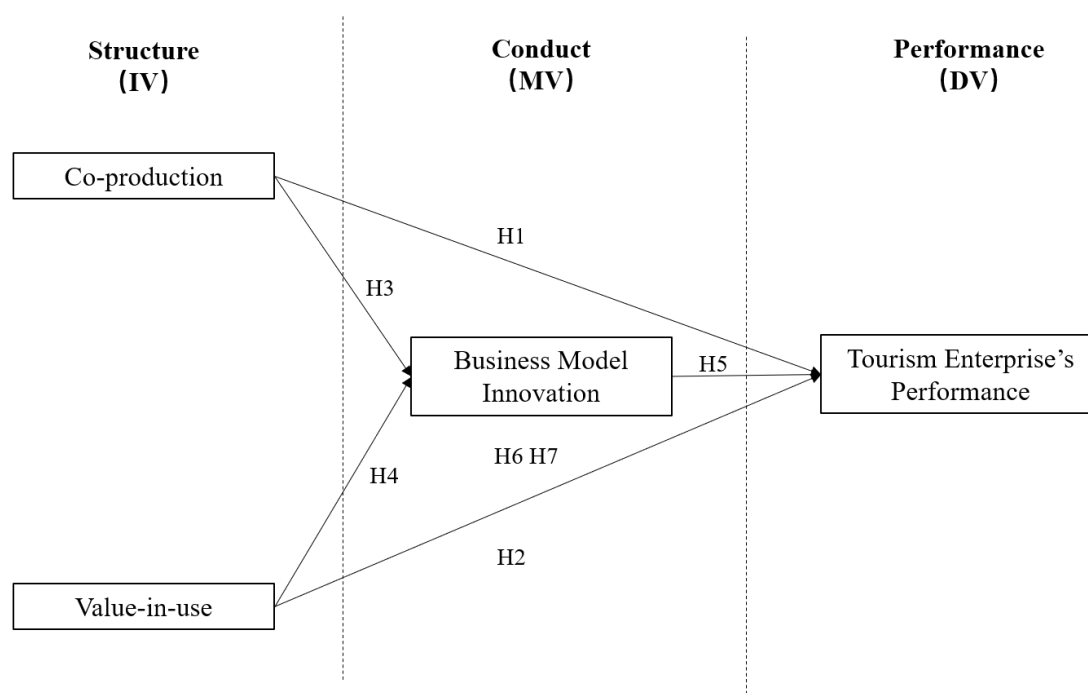 Structure
(IV)
Conduct
(MV)
Performance
(DV)
Co-production
H1
H3
Business Model
Innovation
H5
Tourism Enterprise’s
Performance
H6 H7
H4
H2
Value-in-use